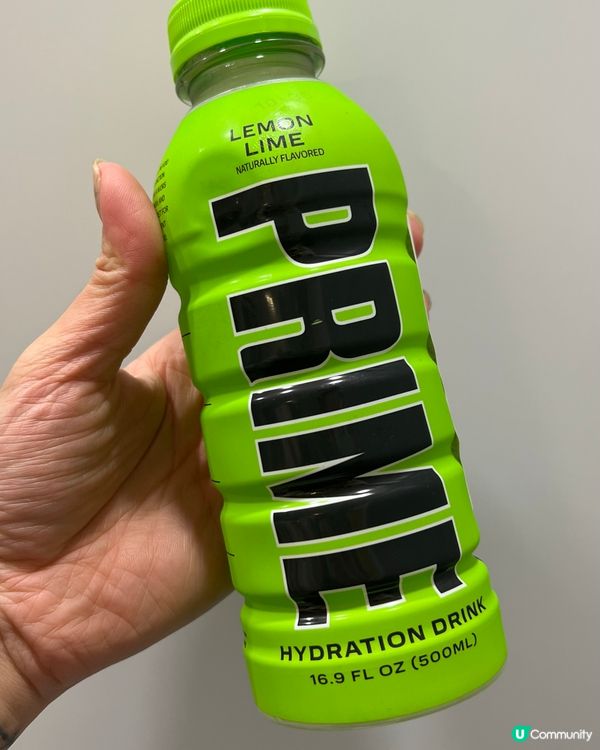 LEMON
LIME
NATURALLY FLAVORED
PRIME
HYDRATION DRINK
16.9 FL OZ (500ML)
U Community